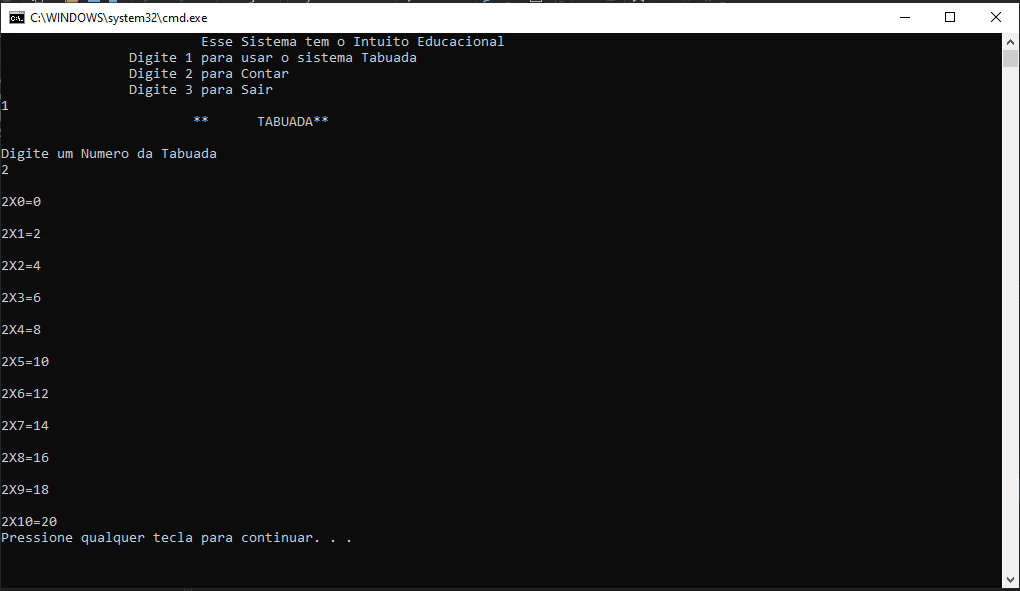 C:\WINDOWS\system32\cmd.exe
Esse Sistema tem o Intuito Educacional
Digite 1 para usar o sistema Tabuada
Digite 2 para Contar
Digite 3 para Sair
1
** TABUADA**
Digite um Numero da Tabuada
2
2X0=0
2X1=2
2X2=4
2X3=6
2X4=8
2X5=10
2X6=12
2X7=14
2X8=16
2X9=18
2X10=20
Pressione qualquer tecla para continuar. . .